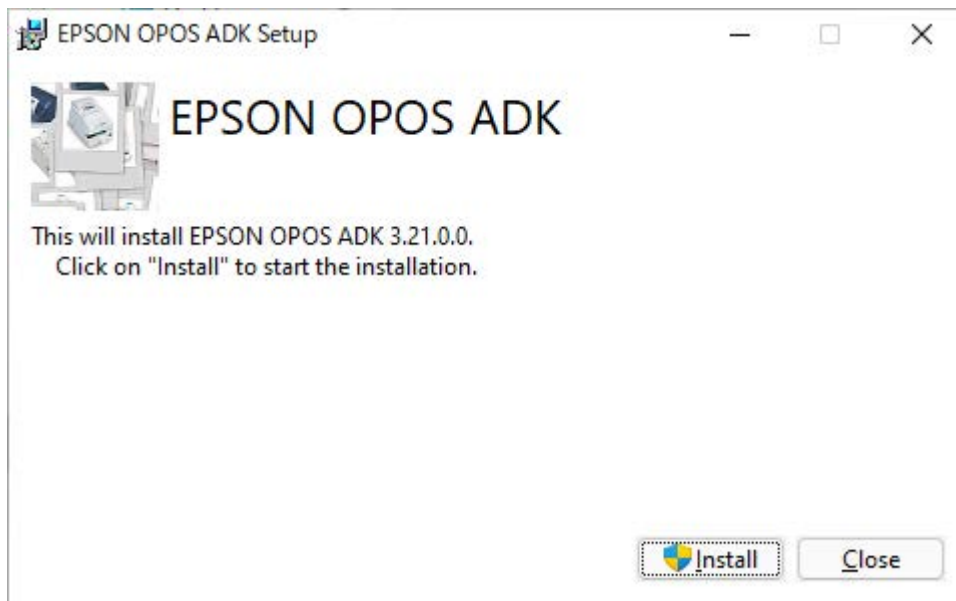 EPSON OPOS ADK Setup
EPSON OPOS ADK
This will install EPSON OPOS ADK 3.21.0.0.
Click on "Install" to start the installation.
Install
Close